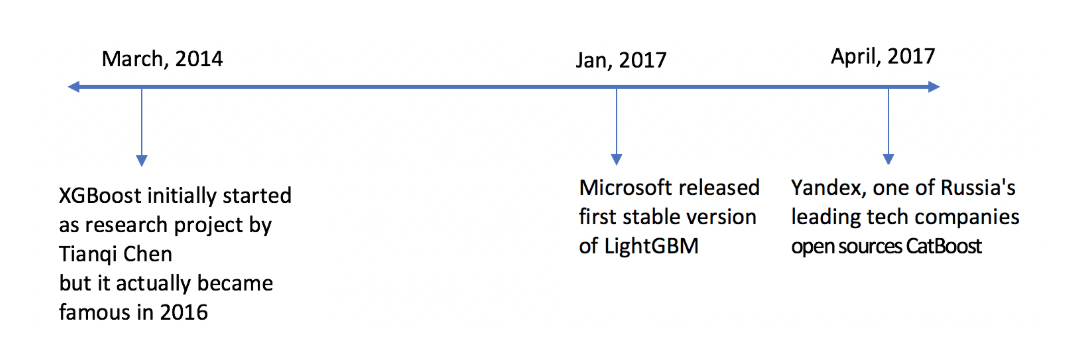 March, 2014
Jan, 2017
April, 2017
XGBoost initially started
as research project by
Tianqi Chen
but it actually became
famous in 2016
Microsoft released
first stable version
of LightGBM
Yandex, one of Russia's
leading tech companies
open sources CatBoost